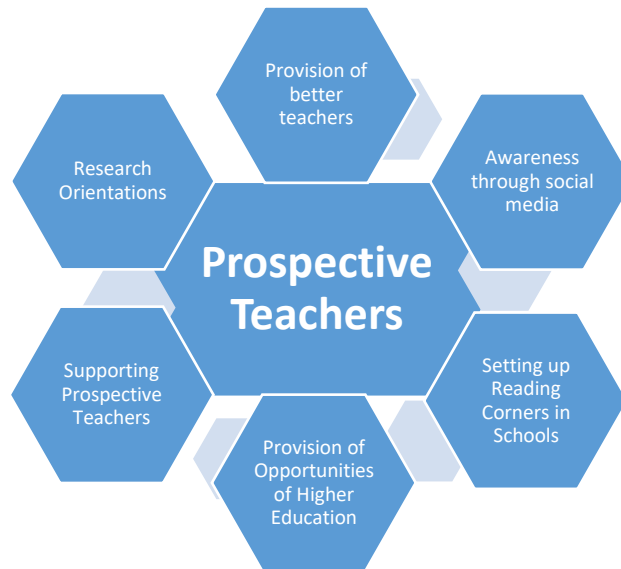 Provision of
better
teachers
Research
Orientations
Awareness
through social
media
Prospective
Teachers
Supporting
Prospective
Teachers
Setting up
Reading
Corners in
Schools
Provision of
Opportunities
of Higher
Education